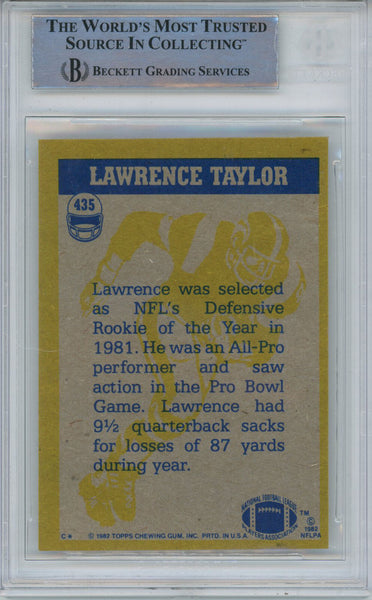 THE WORLD'S MOST TRUSTED
SOURCE IN COLLECTING™
B BECKETT GRADING SERVICES
LAWRENCE TAYLOR
435
Lawrence was selected
as NFL's Defensive
Rookie of the Year in
1981. He was an All-Pro
performer and saw
action in the Pro Bowl
Game. Lawrence had
9½ quarterback sacks
for losses of 87 yards
during year.
NATIONAL FOOTBALL LEAGUE
PLAYERS ASSOCIATION
™
©
1982
NFLPA
C* © 1982 TOPPS CHEWING GUM, INC. PRTD. IN U.S.A.